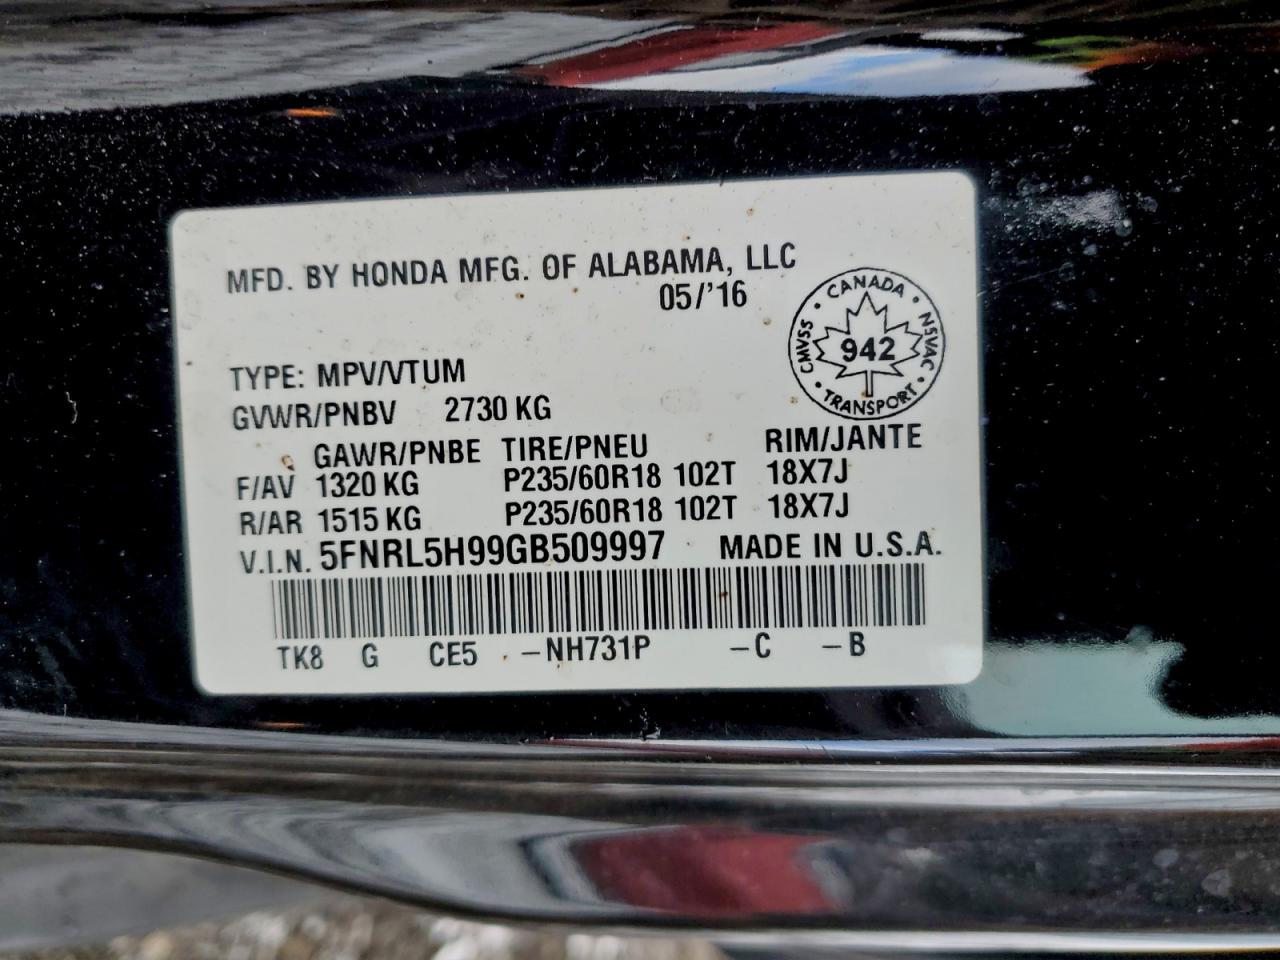 MFD. BY HONDA MFG. OF ALABAMA, LLC
05/'16
CANADA
CMVSS
NSVAC
942
TRANSPORT
TYPE: MPV/VTUM
GVWR/PNBV 2730 KG
GAWR/PNBE TIRE/PNEU RIM/JANTE
F/AV 1320 KG P235/60R18 102T 18X7J
R/AR 1515 KG P235/60R18 102T 18X7J
V.I.N. 5FNRL5H99GB509997 MADE IN U.S.A.
TK8 G CE5 -NH731P -C -B